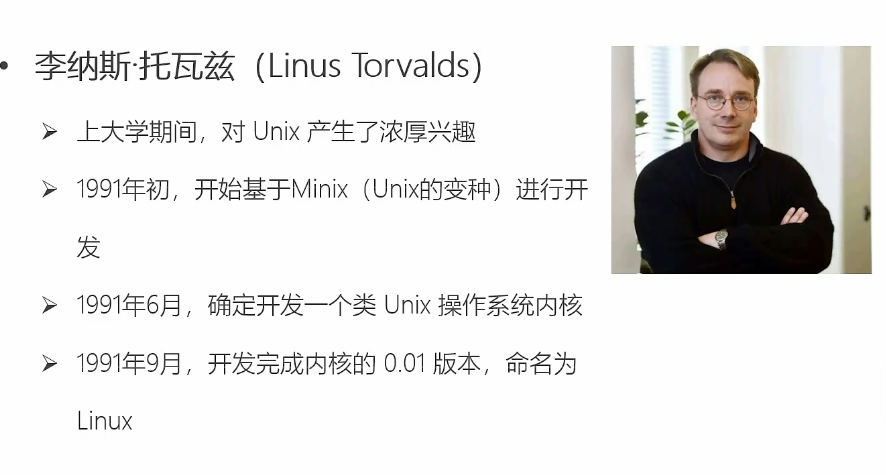 • 李纳斯·托瓦兹（Linus Torvalds）
➢ 上大学期间，对 Unix 产生了浓厚兴趣
➢ 1991年初，开始基于Minix（Unix的变种）进行开
发
➢ 1991年6月，确定开发一个类 Unix 操作系统内核
➢ 1991年9月，开发完成内核的 0.01 版本，命名为
Linux